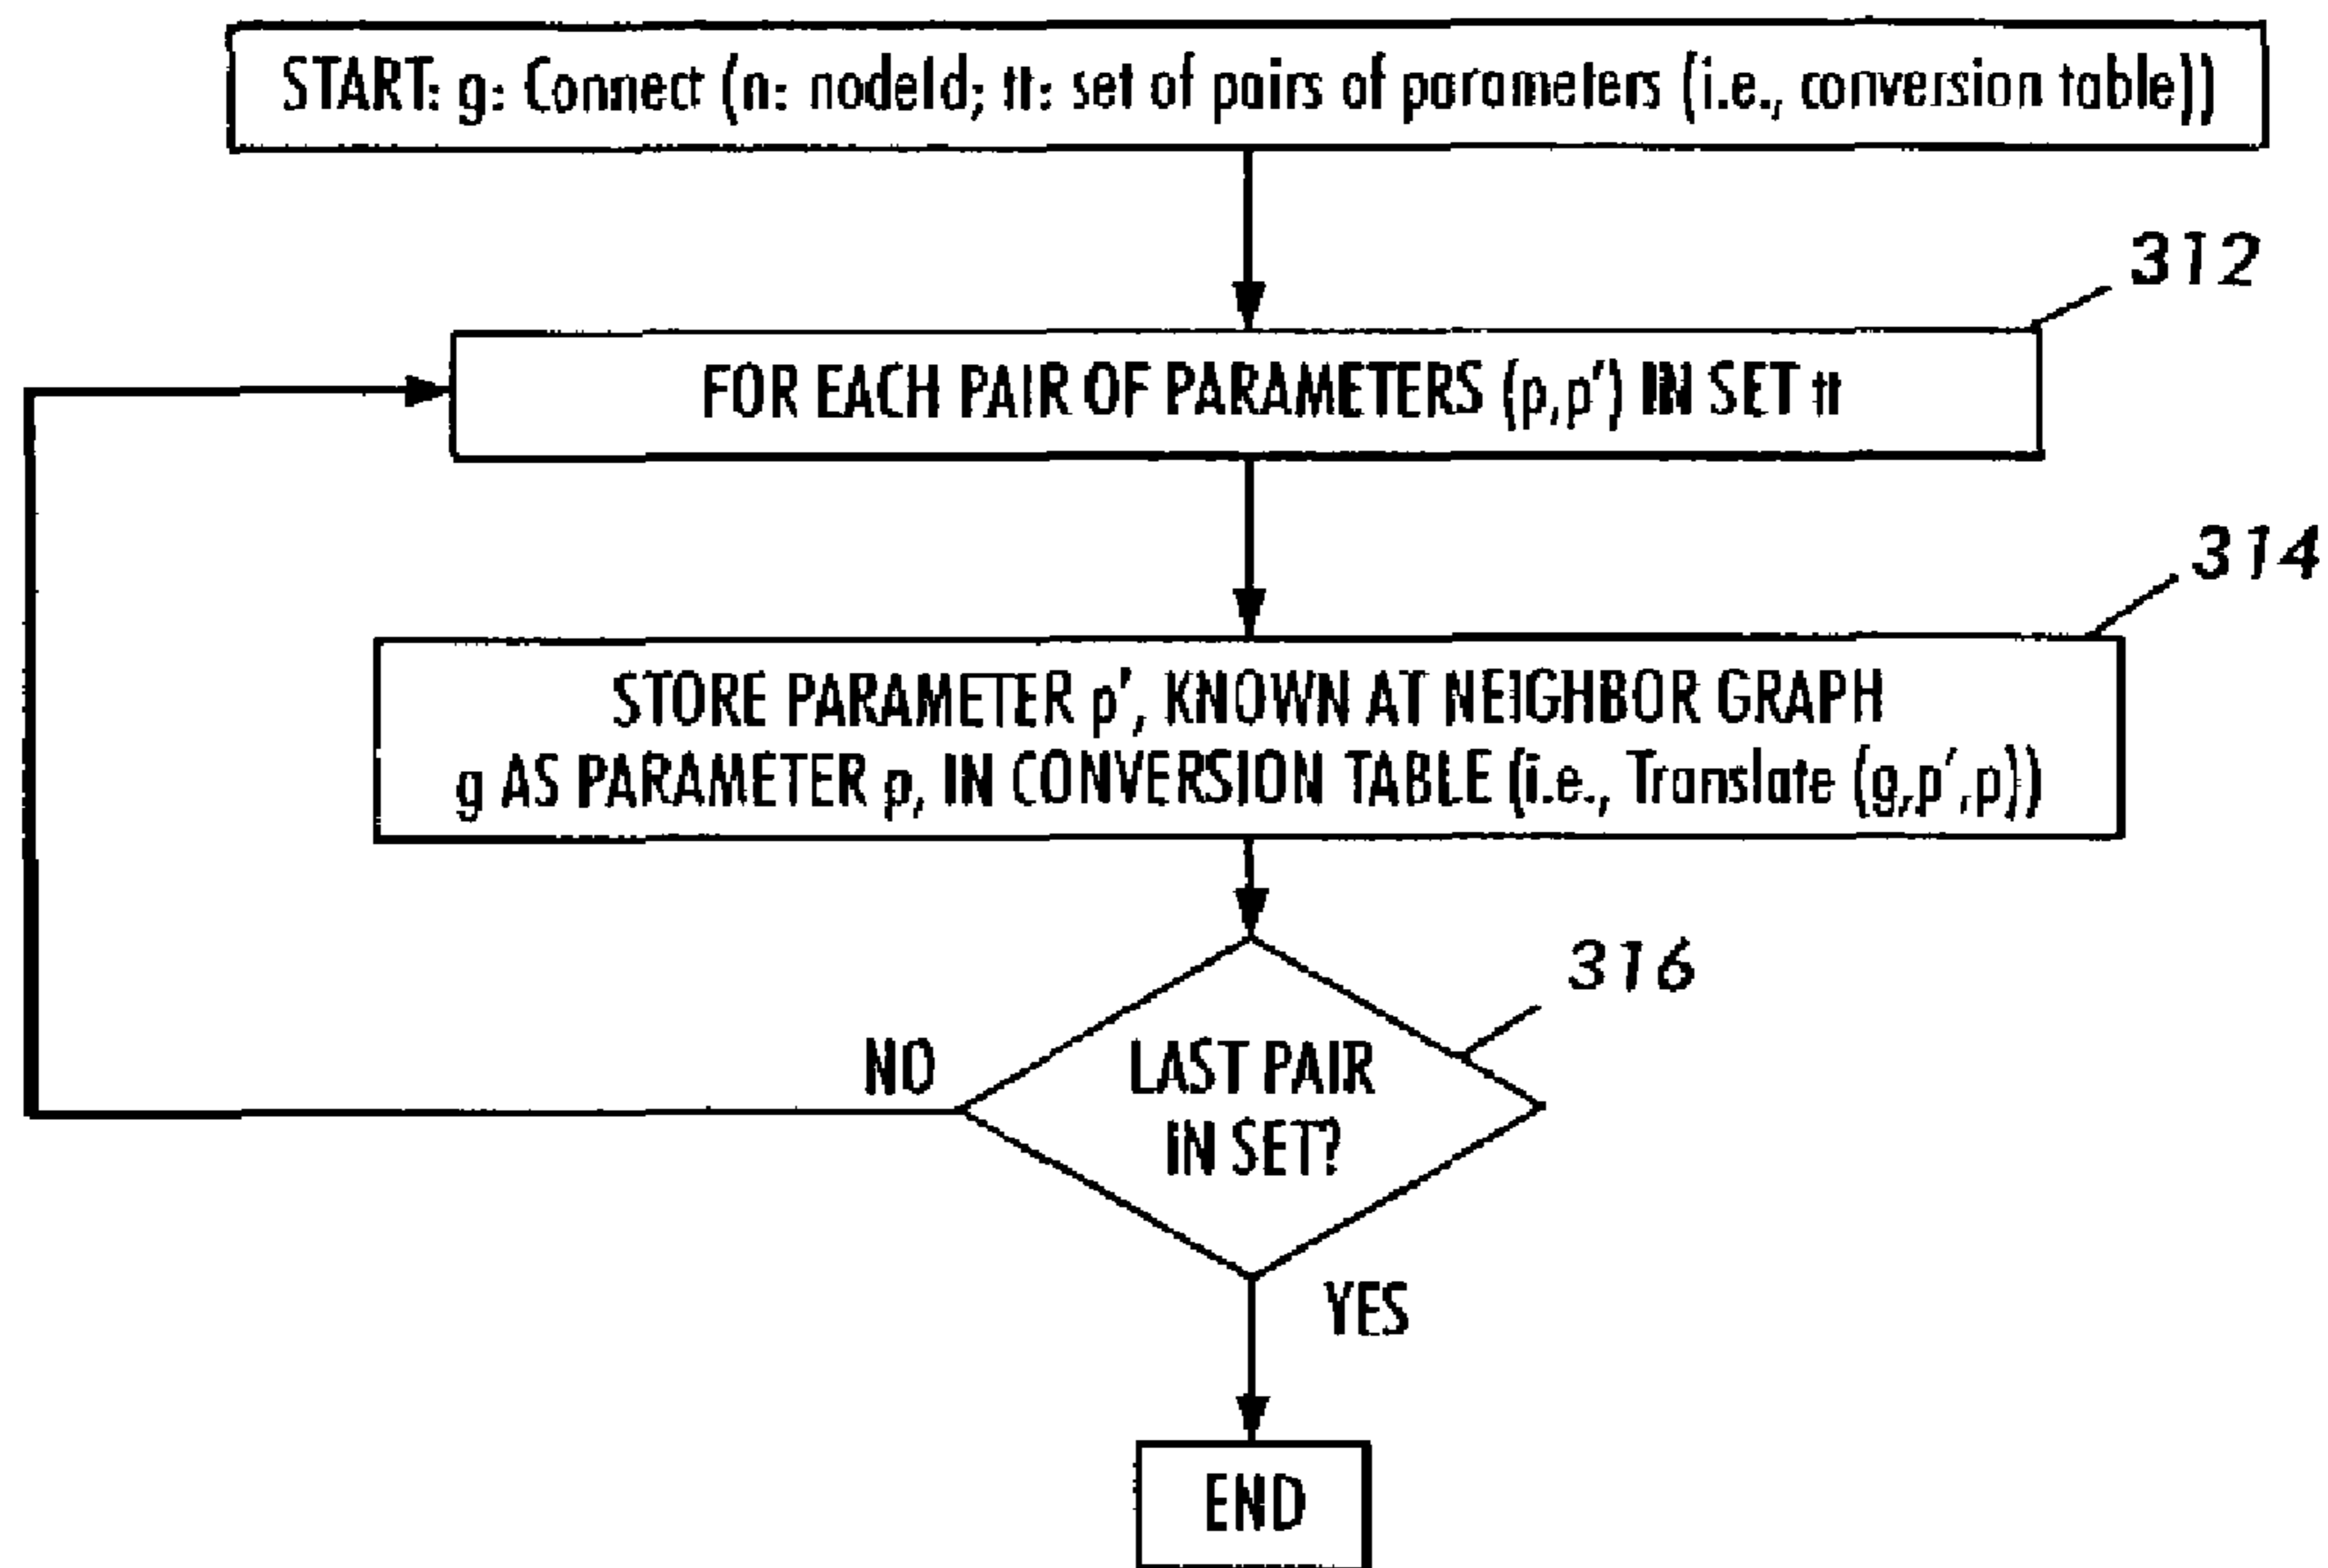 START: g: Connect (n: nodeId; π: set of pairs of parameters (i.e., conversion table))
312
FOR EACH PAIR OF PARAMETERS (p,p′) IN SET π
314
STORE PARAMETER p′, KNOWN AT NEIGHBOR GRAPH
g AS PARAMETER p, IN CONVERSION TABLE (i.e., Translate (g,p′,p))
316
NO
LAST PAIR
IN SET?
YES
END